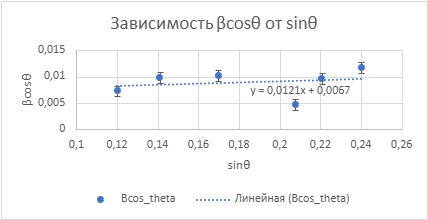 Зависимость βcosθ от sinθ
0,015
0,01
0,005
0
βcosθ
y = 0,0121x + 0,0067
0,1 0,12 0,14 0,16 0,18 0,2 0,22 0,24 0,26
sinθ
Bcos_theta Линейная (Bcos_theta)